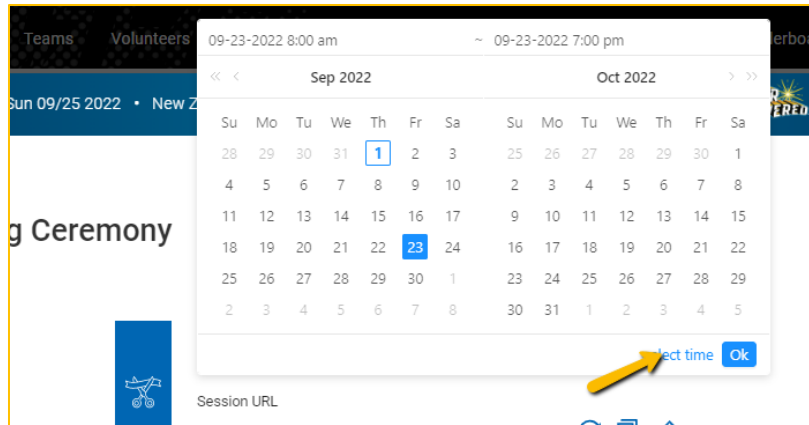 Teams Volunteers
09-23-2022 8:00 am ~ 09-23-2022 7:00 pm
« < Sep 2022 Oct 2022 > »
Sun 09/25 2022 • New
Su Mo Tu We Th Fr Sa Su Mo Tu We Th Fr Sa
28 29 30 31 1 2 3 25 26 27 28 29 30 1
4 5 6 7 8 9 10 2 3 4 5 6 7 8
11 12 13 14 15 16 17 9 10 11 12 13 14 15
Ceremony
18 19 20 21 22 23 24 16 17 18 19 20 21 22
25 26 27 28 29 30 1 23 24 25 26 27 28 29
2 3 4 5 6 7 8 30 31 1 2 3 4 5
time Ok
Session URL